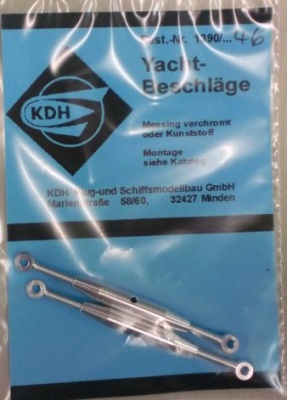 Best.-Nr. 1390/... 46
Yacht-
Beschläge
KDH
Messing verchromt
oder Kunststoff
Montage
siehe Katalog
KDH Flug-und Schiffsmodellbau GmbH
Marienstraße 58/60, 32427 Minden